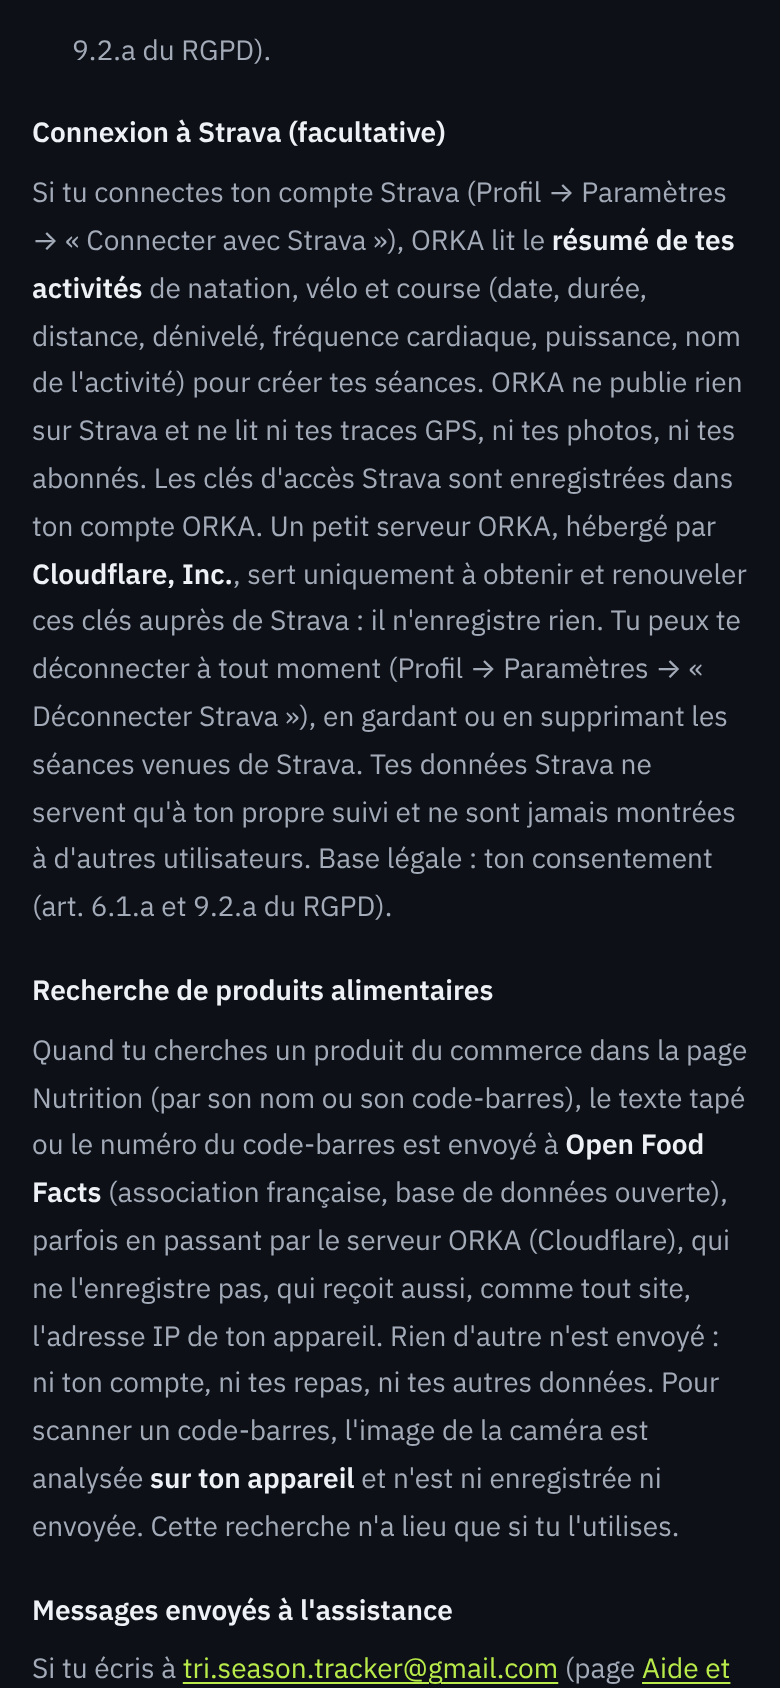 9.2.a du RGPD).
Connexion à Strava (facultative)
Si tu connectes ton compte Strava (Profil → Paramètres
→ « Connecter avec Strava »), ORKA lit le résumé de tes
activités de natation, vélo et course (date, durée,
distance, dénivelé, fréquence cardiaque, puissance, nom
de l'activité) pour créer tes séances. ORKA ne publie rien
sur Strava et ne lit ni tes traces GPS, ni tes photos, ni tes
abonnés. Les clés d'accès Strava sont enregistrées dans
ton compte ORKA. Un petit serveur ORKA, hébergé par
Cloudflare, Inc., sert uniquement à obtenir et renouveler
ces clés auprès de Strava : il n'enregistre rien. Tu peux te
déconnecter à tout moment (Profil → Paramètres → «
Déconnecter Strava »), en gardant ou en supprimant les
séances venues de Strava. Tes données Strava ne
servent qu'à ton propre suivi et ne sont jamais montrées
à d'autres utilisateurs. Base légale : ton consentement
(art. 6.1.a et 9.2.a du RGPD).
Recherche de produits alimentaires
Quand tu cherches un produit du commerce dans la page
Nutrition (par son nom ou son code-barres), le texte tapé
ou le numéro du code-barres est envoyé à Open Food
Facts (association française, base de données ouverte),
parfois en passant par le serveur ORKA (Cloudflare), qui
ne l'enregistre pas, qui reçoit aussi, comme tout site,
l'adresse IP de ton appareil. Rien d'autre n'est envoyé :
ni ton compte, ni tes repas, ni tes autres données. Pour
scanner un code-barres, l'image de la caméra est
analysée sur ton appareil et n'est ni enregistrée ni
envoyée. Cette recherche n'a lieu que si tu l'utilises.
Messages envoyés à l'assistance
Si tu écris à tri.season.tracker@gmail.com (page Aide et